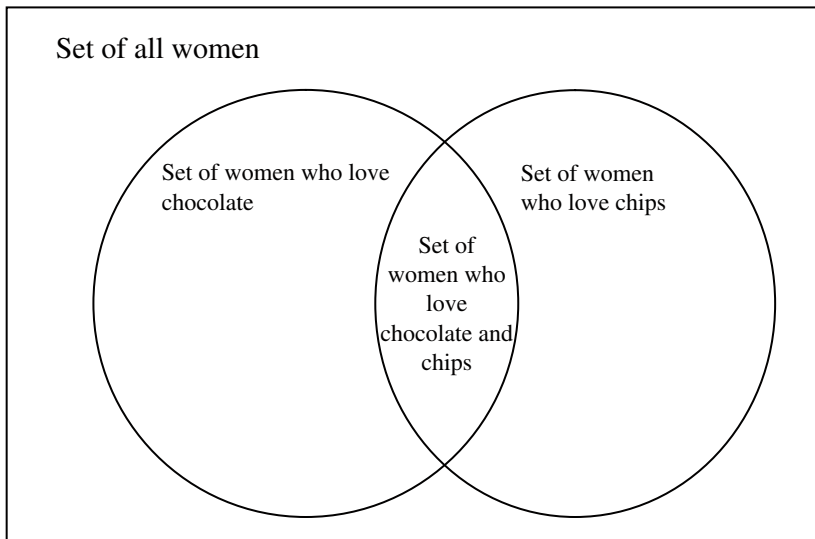 Set of all women
Set of women who love
chocolate
Set of women
who love chips
Set of
women who
love
chocolate and
chips